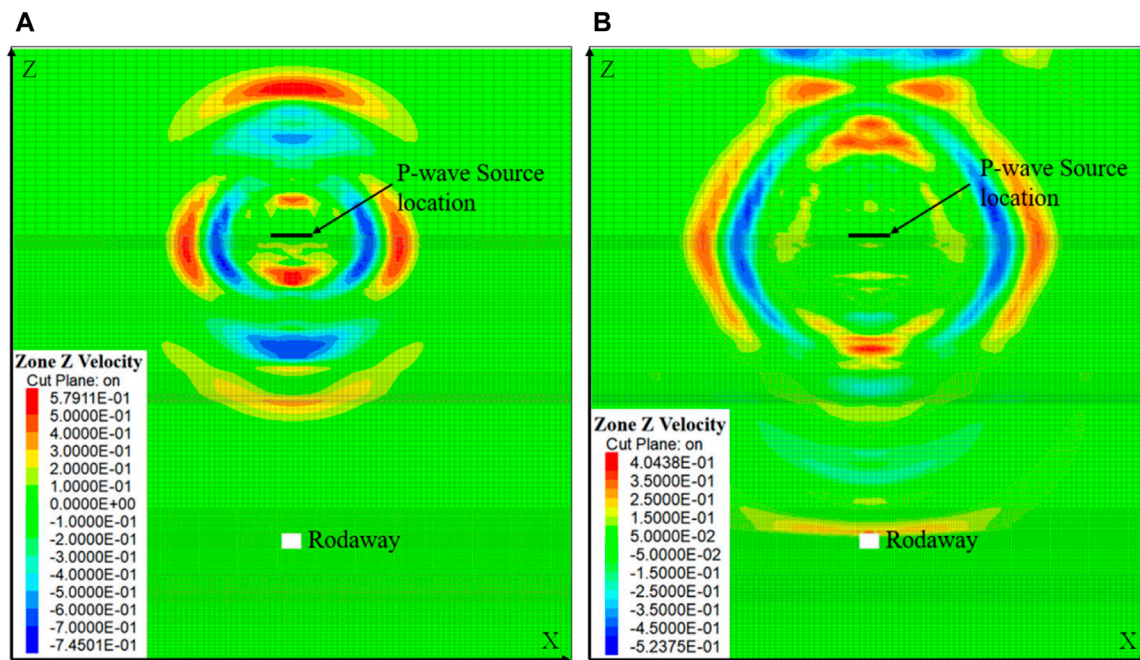 A
Z
P-wave Source
location
Zone Z Velocity
Cut Plane: on
5.7911E-01
5.0000E-01
4.0000E-01
3.0000E-01
2.0000E-01
1.0000E-01
0.0000E+00
-1.0000E-01
-2.0000E-01
-3.0000E-01
-4.0000E-01
-5.0000E-01
-6.0000E-01
-7.0000E-01
-7.4501E-01
Rodaway
X
B
Z
P-wave Source
location
Zone Z Velocity
Cut Plane: on
4.0438E-01
3.5000E-01
2.5000E-01
1.5000E-01
5.0000E-02
-5.0000E-02
-1.5000E-01
-2.5000E-01
-3.5000E-01
-4.5000E-01
-5.2375E-01
Rodaway
X